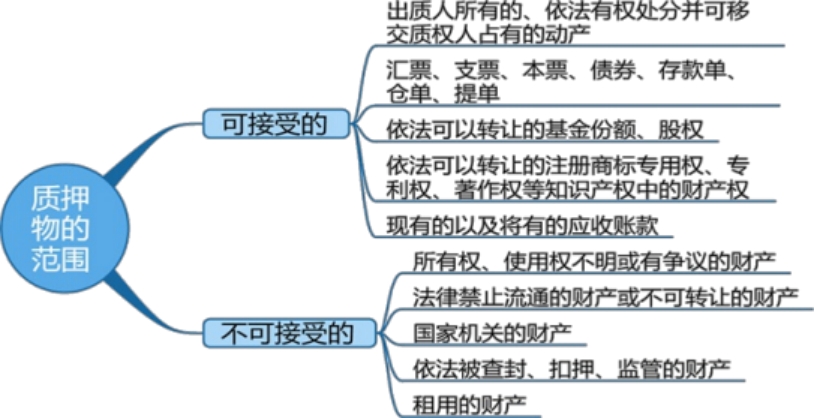 质押
物的
范围
可接受的
出质人所有的、依法有权处分并可移
交质权人占有的动产
汇票、支票、本票、债券、存款单、
仓单、提单
依法可以转让的基金份额、股权
依法可以转让的注册商标专用权、专
利权、著作权等知识产权中的财产权
现有的以及将有的应收账款
不可接受的
所有权、使用权不明或有争议的财产
法律禁止流通的财产或不可转让的财产
国家机关的财产
依法被查封、扣押、监管的财产
租用的财产